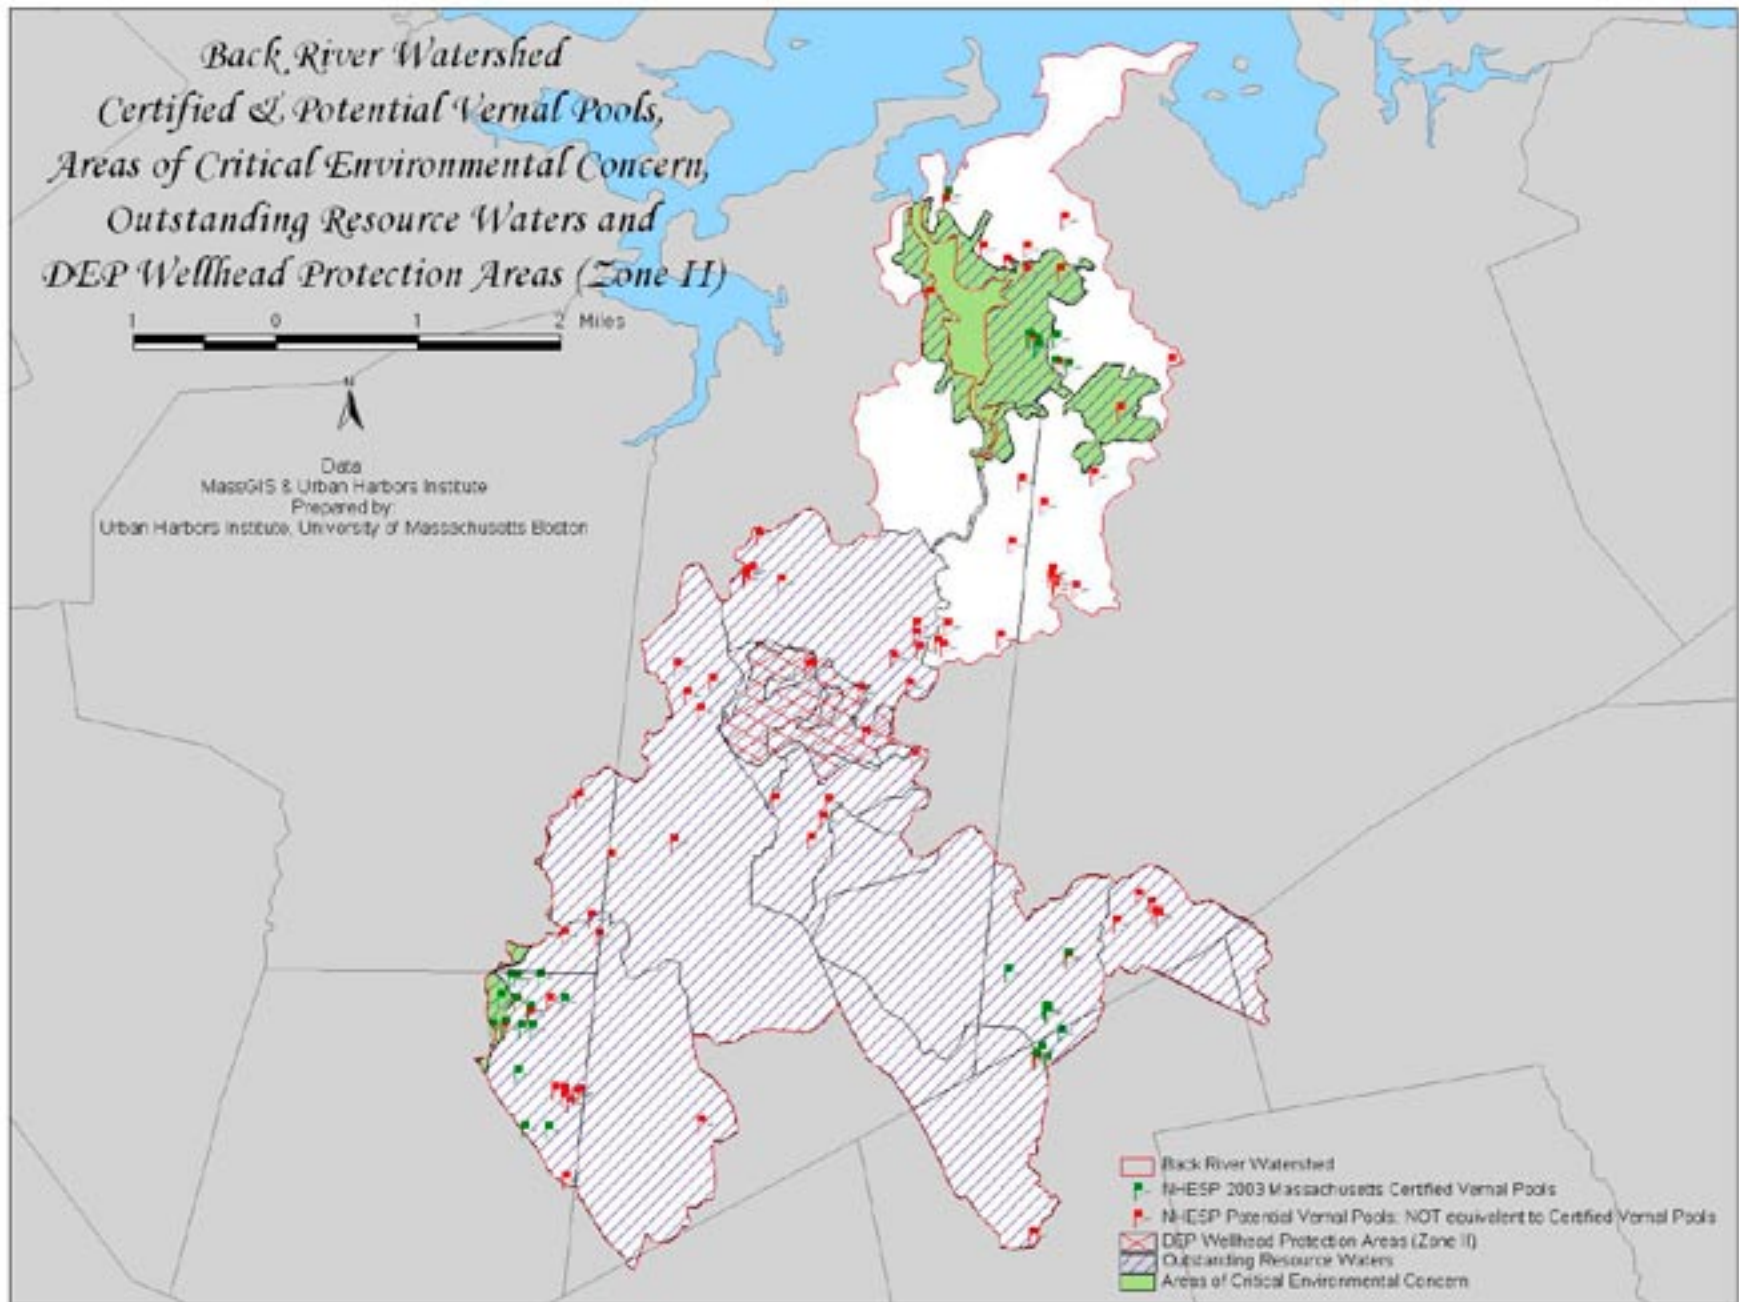 Back River Watershed
Certified & Potential Vernal Pools,
Areas of Critical Environmental Concern,
Outstanding Resource Waters and
DEP Wellhead Protection Areas (Zone II)
1 0 1 2 Miles
N
Data
MassGIS & Urban Harbors Institute
Prepared by:
Urban Harbors Institute, University of Massachusetts Boston
Back River Watershed
NHESP 2003 Massachusetts Certified Vernal Pools
NHESP Potential Vernal Pools: NOT equivalent to Certified Vernal Pools
DEP Wellhead Protection Areas (Zone II)
Outstanding Resource Waters
Areas of Critical Environmental Concern